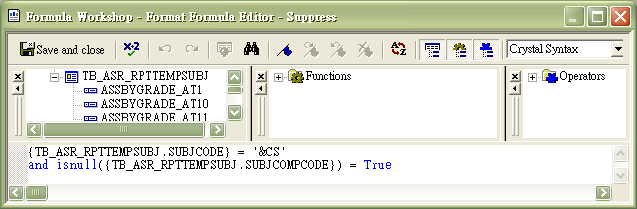 Formula Workshop - Format Formula Editor - Suppress
Save and close
x+2
Crystal Syntax
TB_ASR_RPTTEMPSUBJ
ASSBYGRADE_AT1
ASSBYGRADE_AT10
ASSBYGRADE_AT11
Functions
Operators
{TB_ASR_RPTTEMPSUBJ.SUBJCODE} = '&CS'
and isnull({TB_ASR_RPTTEMPSUBJ.SUBJCOMPCODE}) = True